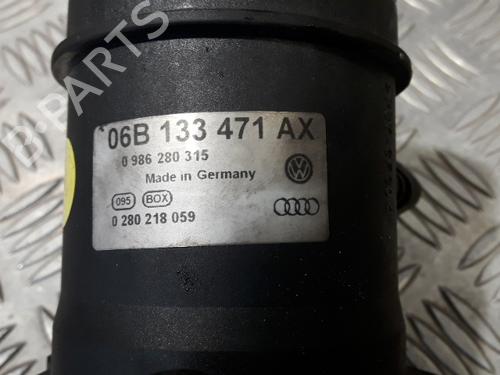 B-PARTS
06B 133 471 AX
0 986 280 315
Made in Germany
095 BOX
0 280 218 059